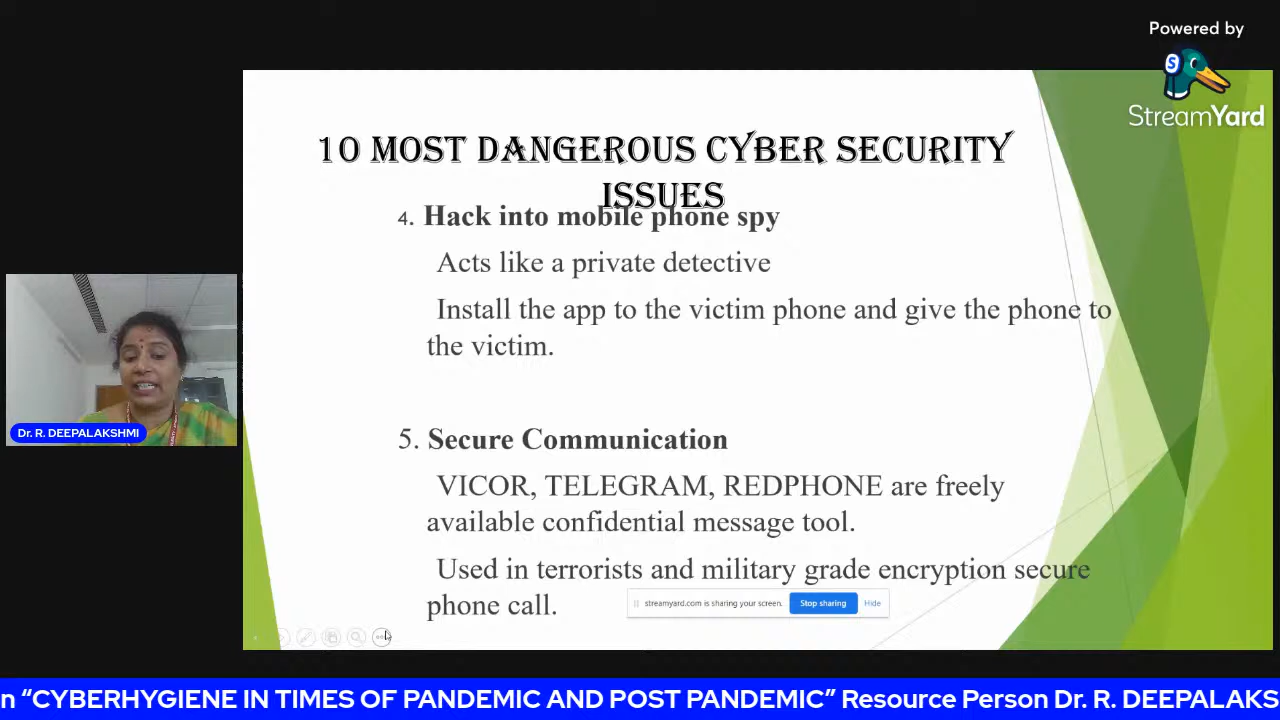 Powered by
StreamYard
10 MOST DANGEROUS CYBER SECURITY
ISSUES
4. Hack into mobile phone spy
Acts like a private detective
Install the app to the victim phone and give the phone to
the victim.
5. Secure Communication
VICOR, TELEGRAM, REDPHONE are freely
available confidential message tool.
Used in terrorists and military grade encryption secure
phone call.
streamyard.com is sharing your screen. Stop sharing Hide
Dr. R. DEEPALAKSHMI
n “CYBERHYGIENE IN TIMES OF PANDEMIC AND POST PANDEMIC” Resource Person Dr. R. DEEPALAKS